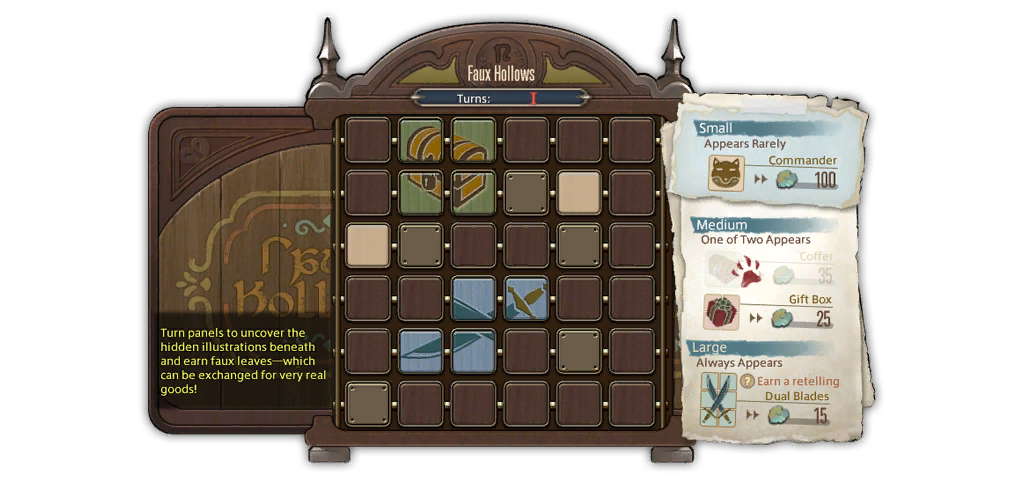 Faux Hollows
Turns: 1
Turn panels to uncover the
hidden illustrations beneath
and earn faux leaves—which
can be exchanged for very real
goods!
Small
Appears Rarely
Commander
100
Medium
One of Two Appears
Coffer
35
Gift Box
25
Large
Always Appears
? Earn a retelling
Dual Blades
15